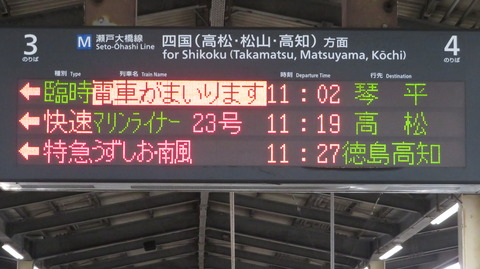 3 のりば M 瀬戸大橋線 Seto-Ōhashi Line 四国(高松・松山・高知) 方面 for Shikoku (Takamatsu, Matsuyama, Kōchi) 4 のりば
種別 Type 列車名 Train Name 時刻 Departure Time 行先 Destination
←臨時 電車がまいります 11:02 琴平
←快速 マリンライナー 23号 11:19 高松
←特急 うずしお・南風 11:27 徳島高知